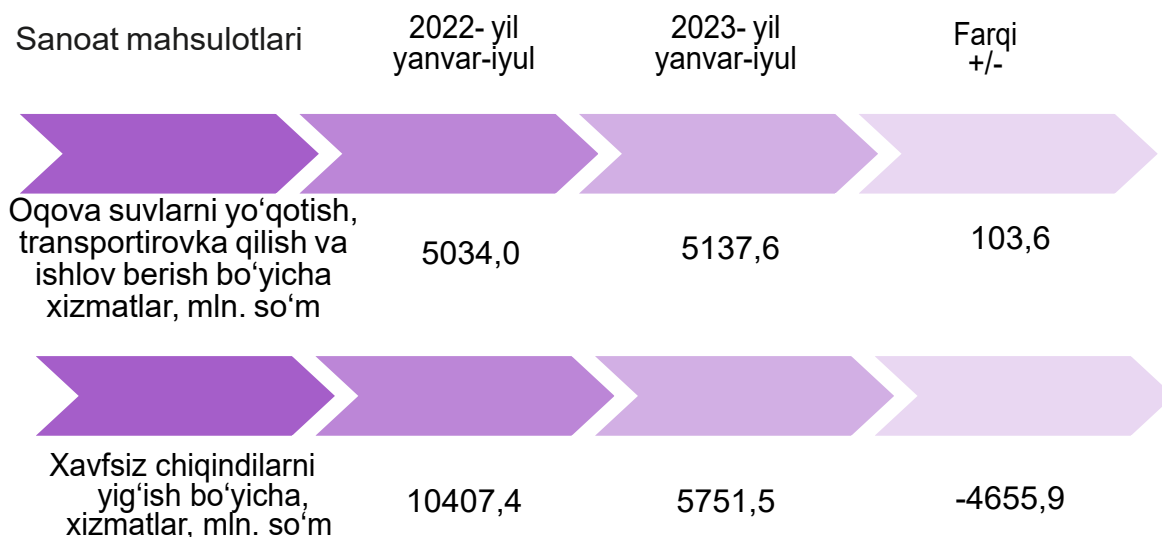 Sanoat mahsulotlari
2022- yil
yanvar-iyul
2023- yil
yanvar-iyul
Farqi
+/-
Oqova suvlarni yo‘qotish,
transportirovka qilish va
ishlov berish bo‘yicha
xizmatlar, mln. so‘m
5034,0
5137,6
103,6
Xavfsiz chiqindilarni
yig‘ish bo‘yicha,
xizmatlar, mln. so‘m
10407,4
5751,5
-4655,9